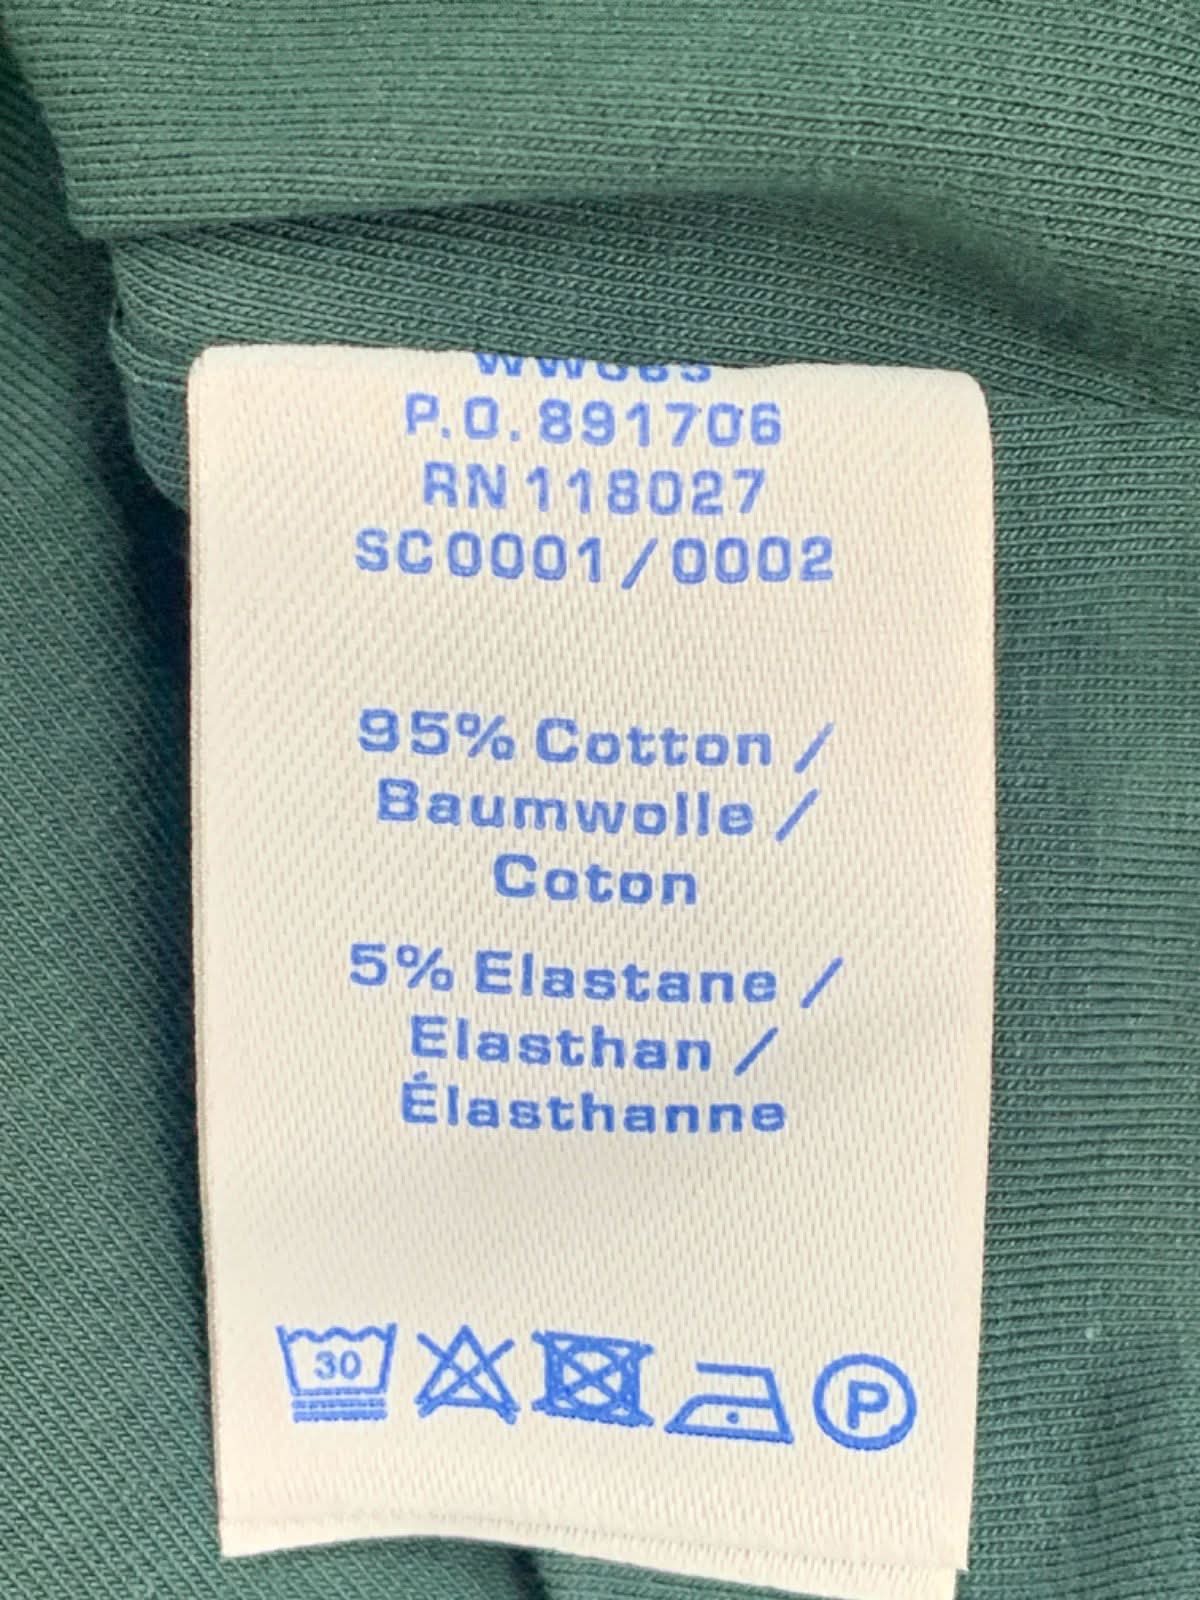 P.O. 891706
RN 118027
SC0001/0002
95% Cotton /
Baumwolle /
Coton
5% Elastane /
Elasthan /
Élasthanne
30
P